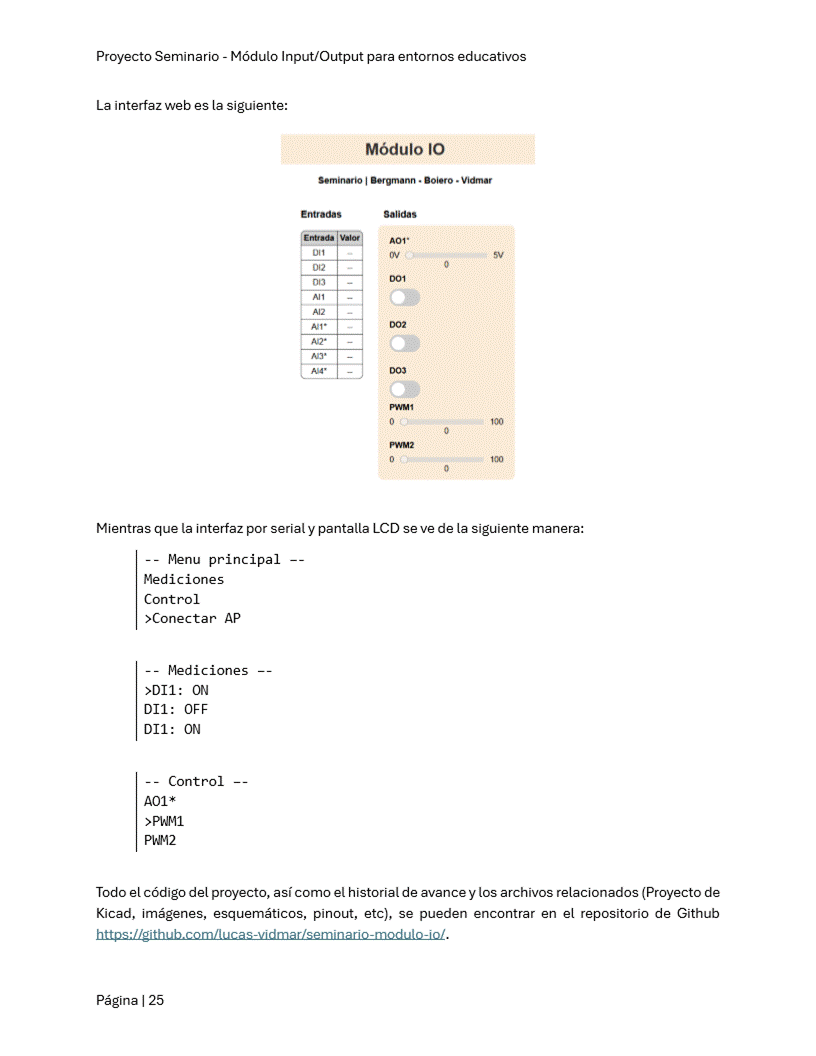 Proyecto Seminario - Módulo Input/Output para entornos educativos
La interfaz web es la siguiente:
Módulo IO
Seminario | Bergmann - Boiero - Vidmar
Entradas
Entrada Valor
DI1 --
DI2 --
DI3 --
AI1 --
AI2 --
AI1* --
AI2* --
AI3* --
AI4* --
Salidas
AO1*
0V 5V
0
DO1
DO2
DO3
PWM1
0 100
0
PWM2
0 100
0
Mientras que la interfaz por serial y pantalla LCD se ve de la siguiente manera:
-- Menu principal –-
Mediciones
Control
>Conectar AP
-- Mediciones –-
>DI1: ON
DI1: OFF
DI1: ON
-- Control –-
AO1*
>PWM1
PWM2
Todo el código del proyecto, así como el historial de avance y los archivos relacionados (Proyecto de
Kicad, imágenes, esquemáticos, pinout, etc), se pueden encontrar en el repositorio de Github
https://github.com/lucas-vidmar/seminario-modulo-io/.
Página | 25